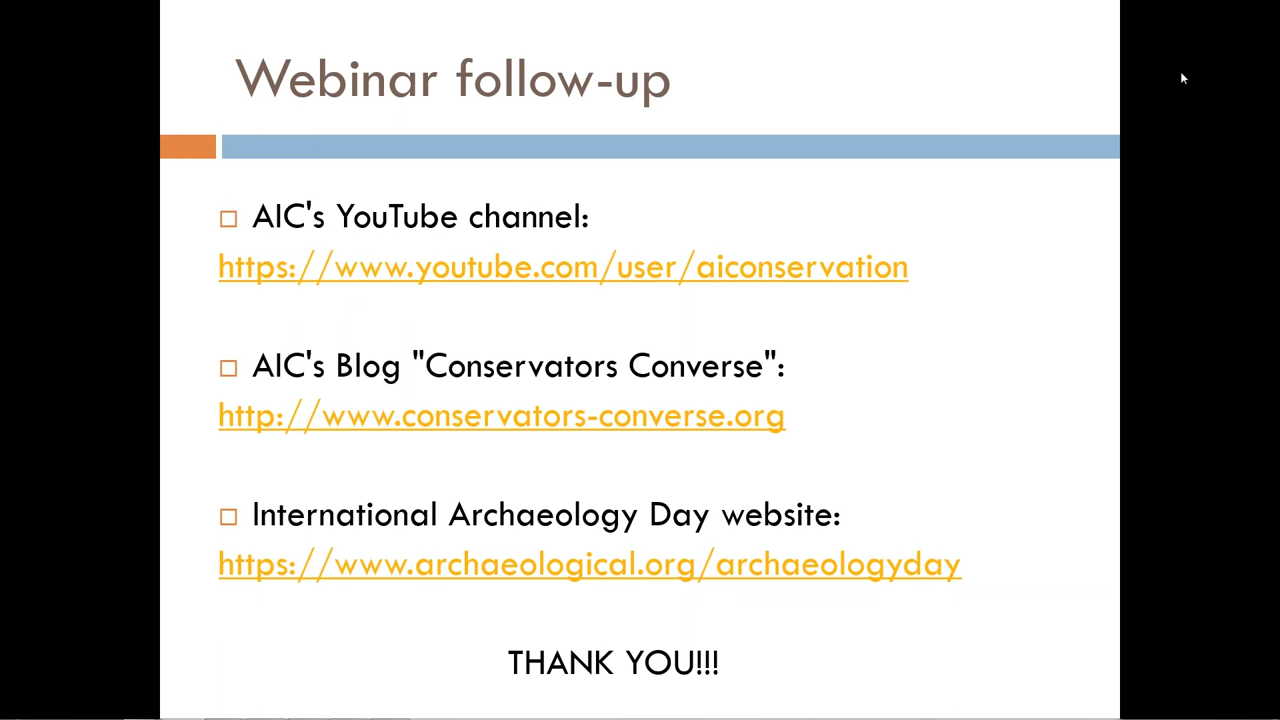 Webinar follow-up
AIC's YouTube channel:
https://www.youtube.com/user/aiconservation
AIC's Blog "Conservators Converse":
http://www.conservators-converse.org
International Archaeology Day website:
https://www.archaeological.org/archaeologyday
THANK YOU!!!